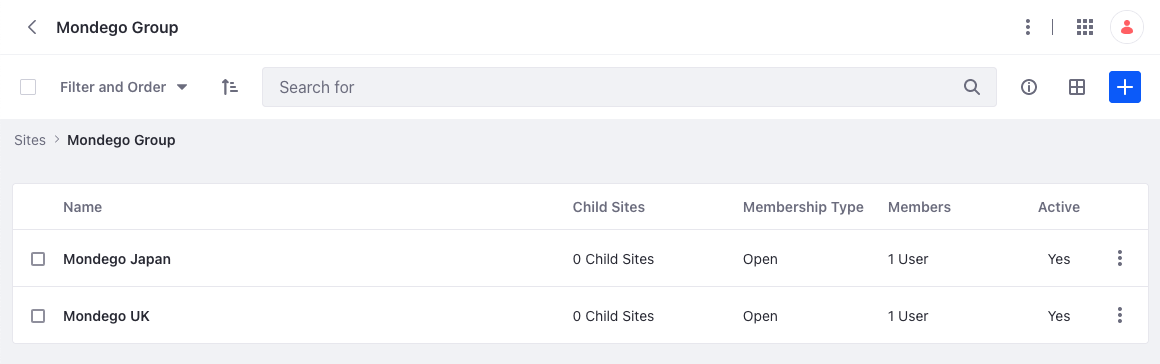 Mondego Group
Filter and Order
Search for
Sites > Mondego Group
Name Child Sites Membership Type Members Active
Mondego Japan 0 Child Sites Open 1 User Yes
Mondego UK 0 Child Sites Open 1 User Yes